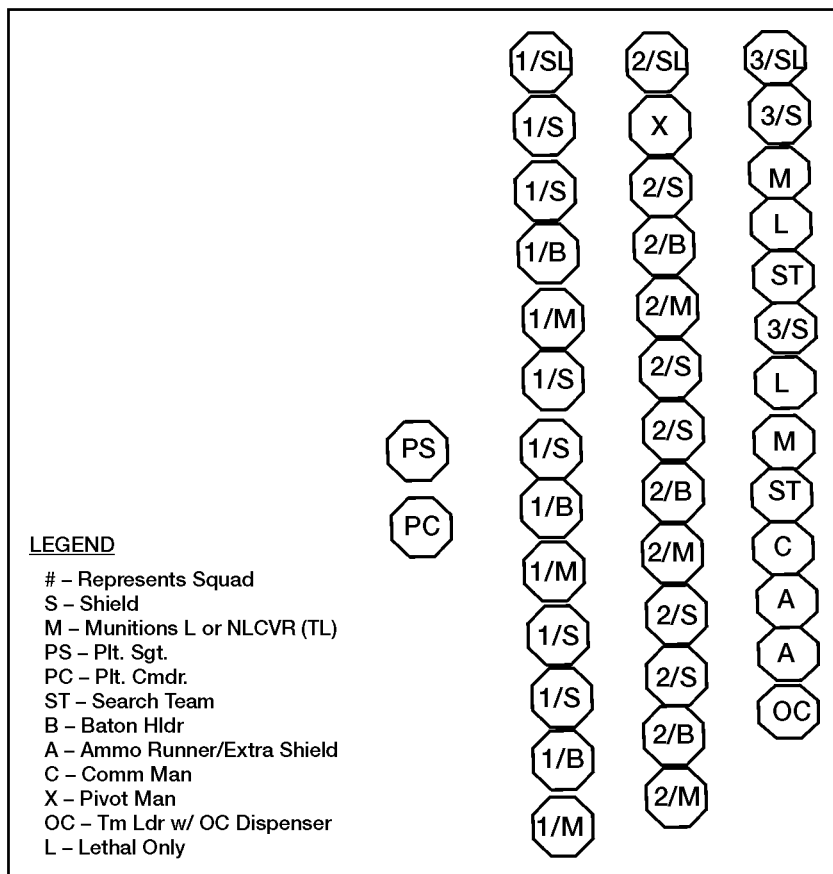 1/SL
1/S
1/S
1/B
1/M
1/S
1/S
1/B
1/M
1/S
1/S
1/B
1/M
2/SL
X
2/S
2/B
2/M
2/S
2/S
2/B
2/M
2/S
2/S
2/B
2/M
3/SL
3/S
M
L
ST
3/S
L
M
ST
C
A
A
OC
PS
PC
LEGEND
# – Represents Squad
S – Shield
M – Munitions L or NLCVR (TL)
PS – Plt. Sgt.
PC – Plt. Cmdr.
ST – Search Team
B – Baton Hldr
A – Ammo Runner/Extra Shield
C – Comm Man
X – Pivot Man
OC – Tm Ldr w/ OC Dispenser
L – Lethal Only